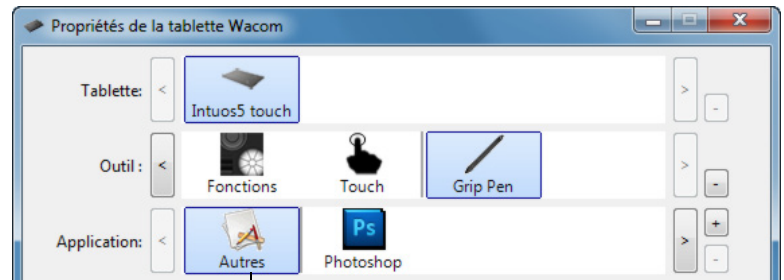 Propriétés de la tablette Wacom
Tablette: < Intuos5 touch > -
Outil : < Fonctions Touch Grip Pen > -
Application: < Autres Ps Photoshop > + -